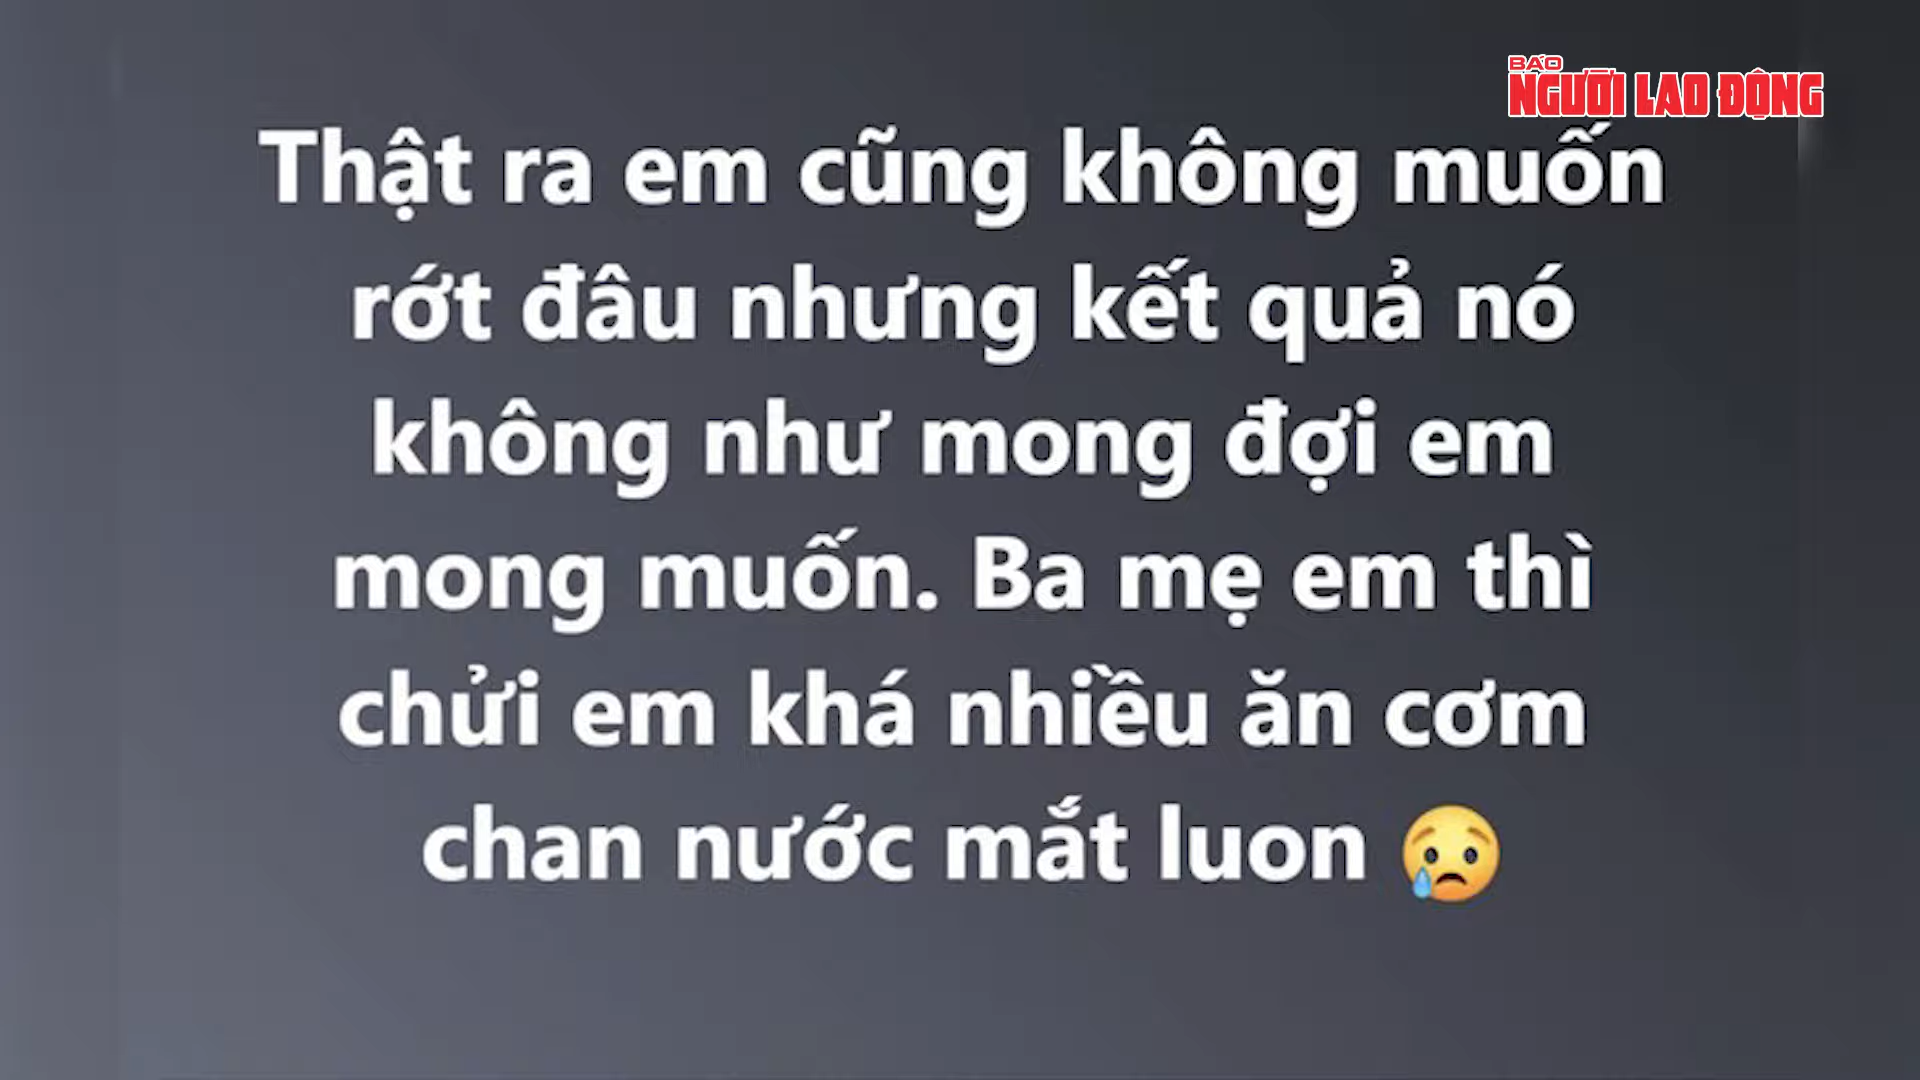 BÁO
NGƯỜI LAO ĐỘNG
Thật ra em cũng không muốn
rớt đâu nhưng kết quả nó
không như mong đợi em
mong muốn. Ba mẹ em thì
chửi em khá nhiều ăn cơm
chan nước mắt luon 😢